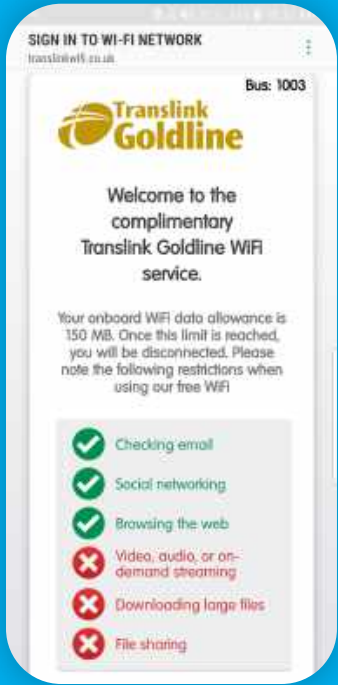 SIGN IN TO WI-FI NETWORK
translinkwifi.co.uk
Bus: 1003
Translink
Goldline
Welcome to the
complimentary
Translink Goldline WiFi
service.
Your onboard WiFi data allowance is
150 MB. Once this limit is reached,
you will be disconnected. Please
note the following restrictions when
using our free WiFi
Checking email
Social networking
Browsing the web
Video, audio, or on-
demand streaming
Downloading large files
File sharing